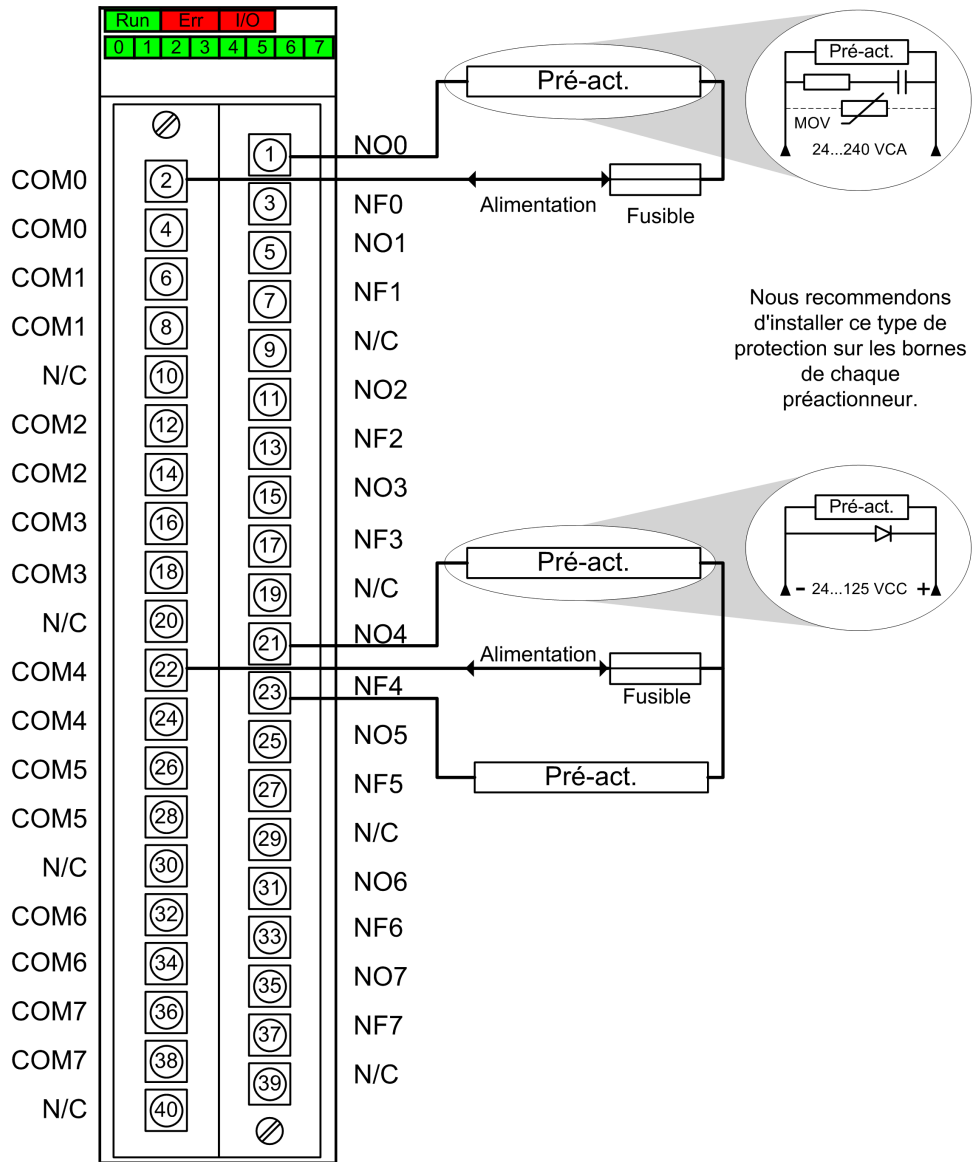 Run Err I/O
0 1 2 3 4 5 6 7
Pré-act.
Pré-act.
MOV
24...240 VCA
1 NO0
COM0 2
Alimentation
Fusible
3 NF0
COM0 4
5 NO1
COM1 6
7 NF1
COM1 8
9 N/C
N/C 10
11 NO2
COM2 12
13 NF2
COM2 14
15 NO3
COM3 16
17 NF3
COM3 18
19 N/C
N/C 20
21 NO4
COM4 22
23 NF4
COM4 24
25 NO5
COM5 26
27 NF5
COM5 28
29 N/C
N/C 30
31 NO6
COM6 32
33 NF6
COM6 34
35 NO7
COM7 36
37 NF7
COM7 38
39 N/C
N/C 40
Nous recommendons
d'installer ce type de
protection sur les bornes
de chaque
préactionneur.
Pré-act.
Pré-act.
- 24...125 VCC +
Alimentation
Fusible
Pré-act.